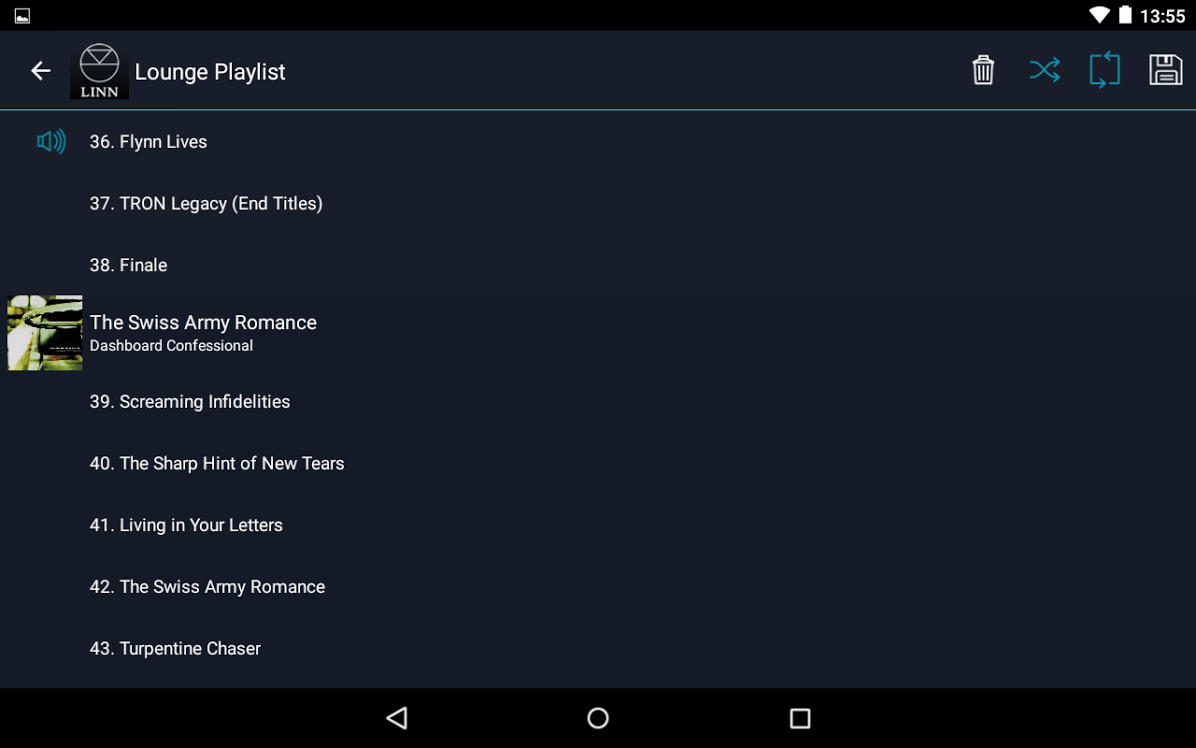 13:55
LINN
Lounge Playlist
36. Flynn Lives
37. TRON Legacy (End Titles)
38. Finale
The Swiss Army Romance
Dashboard Confessional
39. Screaming Infidelities
40. The Sharp Hint of New Tears
41. Living in Your Letters
42. The Swiss Army Romance
43. Turpentine Chaser